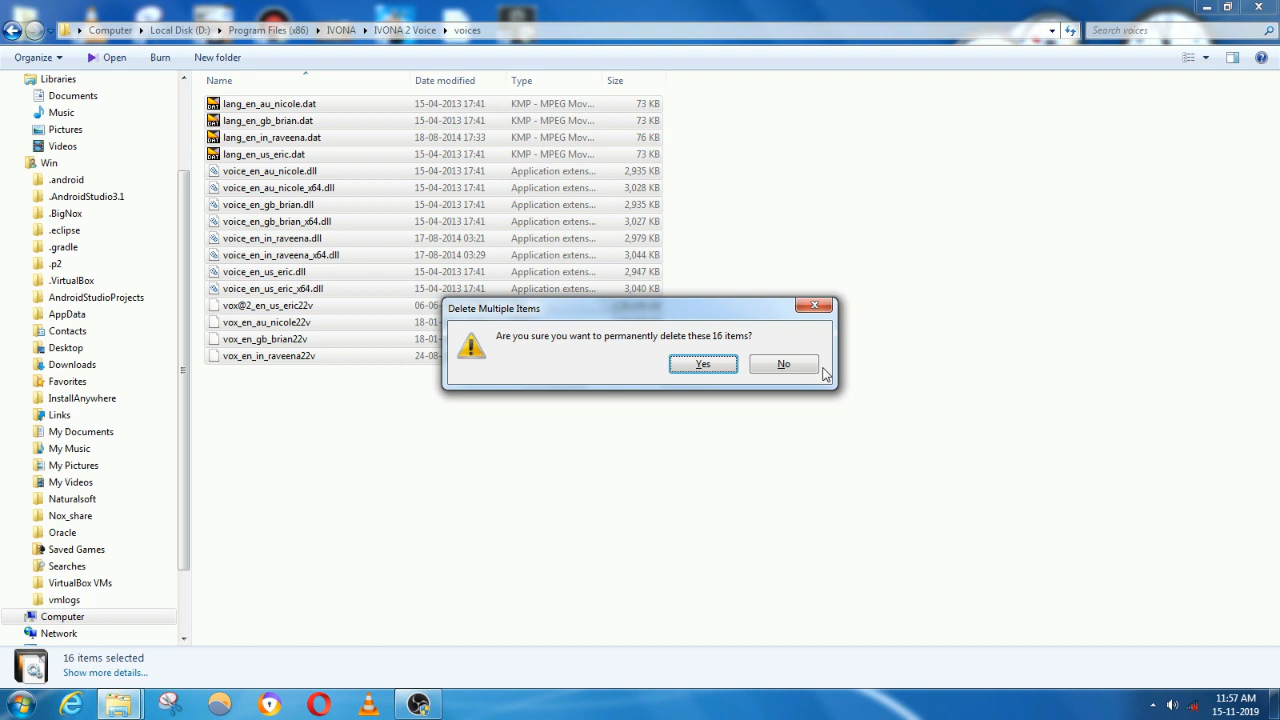 Computer Local Disk (D:) Program Files (x86) IVONA IVONA 2 Voice voices Search voices
Organize Open Burn New folder
Name Date modified Type Size
Libraries
Documents
Music
Pictures
Videos
Win
.android
.AndroidStudio3.1
.BigNox
.eclipse
.gradle
.p2
.VirtualBox
AndroidStudioProjects
AppData
Contacts
Desktop
Downloads
Favorites
InstallAnywhere
Links
My Documents
My Music
My Pictures
My Videos
Naturalsoft
Nox_share
Oracle
Saved Games
Searches
VirtualBox VMs
vmlogs
Computer
Network
lang_en_au_nicole.dat 15-04-2013 17:41 KMP - MPEG Mov... 73 KB
lang_en_gb_brian.dat 15-04-2013 17:41 KMP - MPEG Mov... 73 KB
lang_en_in_raveena.dat 18-08-2014 17:33 KMP - MPEG Mov... 76 KB
lang_en_us_eric.dat 15-04-2013 17:41 KMP - MPEG Mov... 73 KB
voice_en_au_nicole.dll 15-04-2013 17:41 Application extens... 2,935 KB
voice_en_au_nicole_x64.dll 15-04-2013 17:41 Application extens... 3,028 KB
voice_en_gb_brian.dll 15-04-2013 17:41 Application extens... 2,935 KB
voice_en_gb_brian_x64.dll 15-04-2013 17:41 Application extens... 3,027 KB
voice_en_in_raveena.dll 17-08-2014 03:21 Application extens... 2,979 KB
voice_en_in_raveena_x64.dll 17-08-2014 03:29 Application extens... 3,044 KB
voice_en_us_eric.dll 15-04-2013 17:41 Application extens... 2,947 KB
voice_en_us_eric_x64.dll 15-04-2013 17:41 Application extens... 3,040 KB
vox@2_en_us_eric22v 06-06
vox_en_au_nicole22v 18-01
vox_en_gb_brian22v 18-01
vox_en_in_raveena22v 24-08
Delete Multiple Items
Are you sure you want to permanently delete these 16 items?
Yes No
16 items selected
Show more details...
11:57 AM
15-11-2019